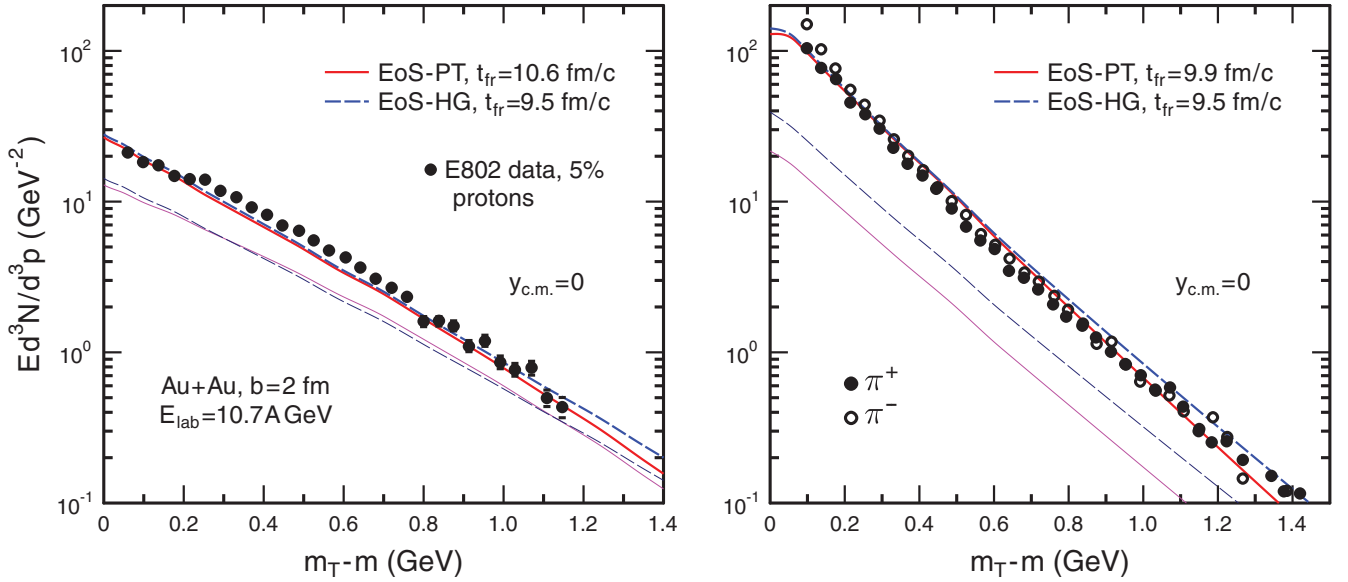 Ed³N/d³p (GeV⁻²)
10²
10¹
10⁰
10⁻¹
EoS-PT, t_fr=10.6 fm/c
EoS-HG, t_fr=9.5 fm/c
E802 data, 5%
protons
y_c.m.=0
Au+Au, b=2 fm
E_lab=10.7A GeV
0 0.2 0.4 0.6 0.8 1.0 1.2 1.4
m_T-m (GeV)
10²
10¹
10⁰
10⁻¹
EoS-PT, t_fr=9.9 fm/c
EoS-HG, t_fr=9.5 fm/c
y_c.m.=0
π⁺
π⁻
0 0.2 0.4 0.6 0.8 1.0 1.2 1.4
m_T-m (GeV)